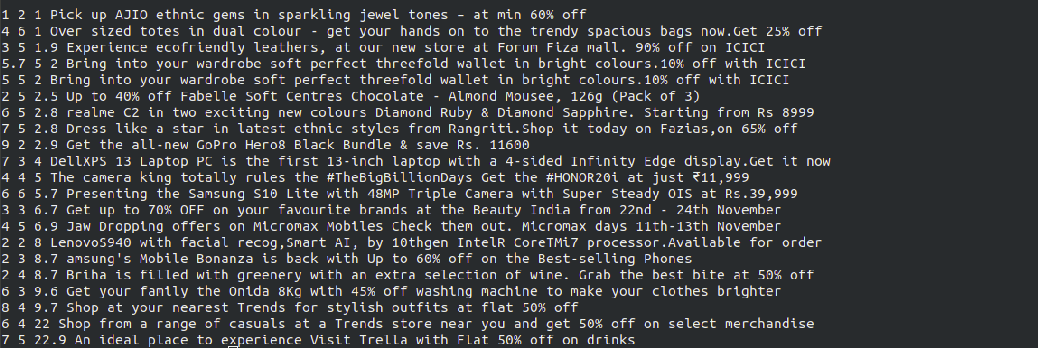 1 2 1 Pick up AJIO ethnic gems in sparkling jewel tones - at min 60% off
4 6 1 Over sized totes in dual colour - get your hands on to the trendy spacious bags now.Get 25% off
3 5 1.9 Experience ecofriendly leathers, at our new store at Forum Fiza mall. 90% off on ICICI
5.7 5 2 Bring into your wardrobe soft perfect threefold wallet in bright colours.10% off with ICICI
5 5 2 Bring into your wardrobe soft perfect threefold wallet in bright colours.10% off with ICICI
2 5 2.5 Up to 40% off Fabelle Soft Centres Chocolate - Almond Mousee, 126g (Pack of 3)
6 5 2.8 realme C2 in two exciting new colours Diamond Ruby & Diamond Sapphire. Starting from Rs 8999
7 5 2.8 Dress like a star in latest ethnic styles from Rangriti.Shop it today on Fazias,on 65% off
9 2 2.9 Get the all-new GoPro Hero8 Black Bundle & save Rs. 11600
7 3 4 DellXPS 13 Laptop PC is the first 13-inch laptop with a 4-sided Infinity Edge display.Get it now
4 4 5 The camera king totally rules the #TheBigBillionDays Get the #HONOR20i at just ₹11,999
6 6 5.7 Presenting the Samsung S10 Lite with 48MP Triple Camera with Super Steady OIS at Rs.39,999
3 3 6.7 Get up to 70% OFF on your favourite brands at the Beauty India from 22nd - 24th November
4 5 6.9 Jaw Dropping offers on Micromax Mobiles Check them out. Micromax days 11th-13th November
2 2 8 LenovoS940 with facial recog,Smart AI, by 10thgen IntelR CoreTMi7 processor.Available for order
2 3 8.7 amsung's Mobile Bonanza is back with Up to 60% off on the Best-selling Phones
2 4 8.7 Briha is filled with greenery with an extra selection of wine. Grab the best bite at 50% off
6 3 9.6 Get your family the Onida 8Kg with 45% off washing machine to make your clothes brighter
8 4 9.7 Shop at your nearest Trends for stylish outfits at flat 50% off
6 4 22 Shop from a range of casuals at a Trends store near you and get 50% off on select merchandise
7 5 22.9 An ideal place to experience Visit Trella with Flat 50% off on drinks